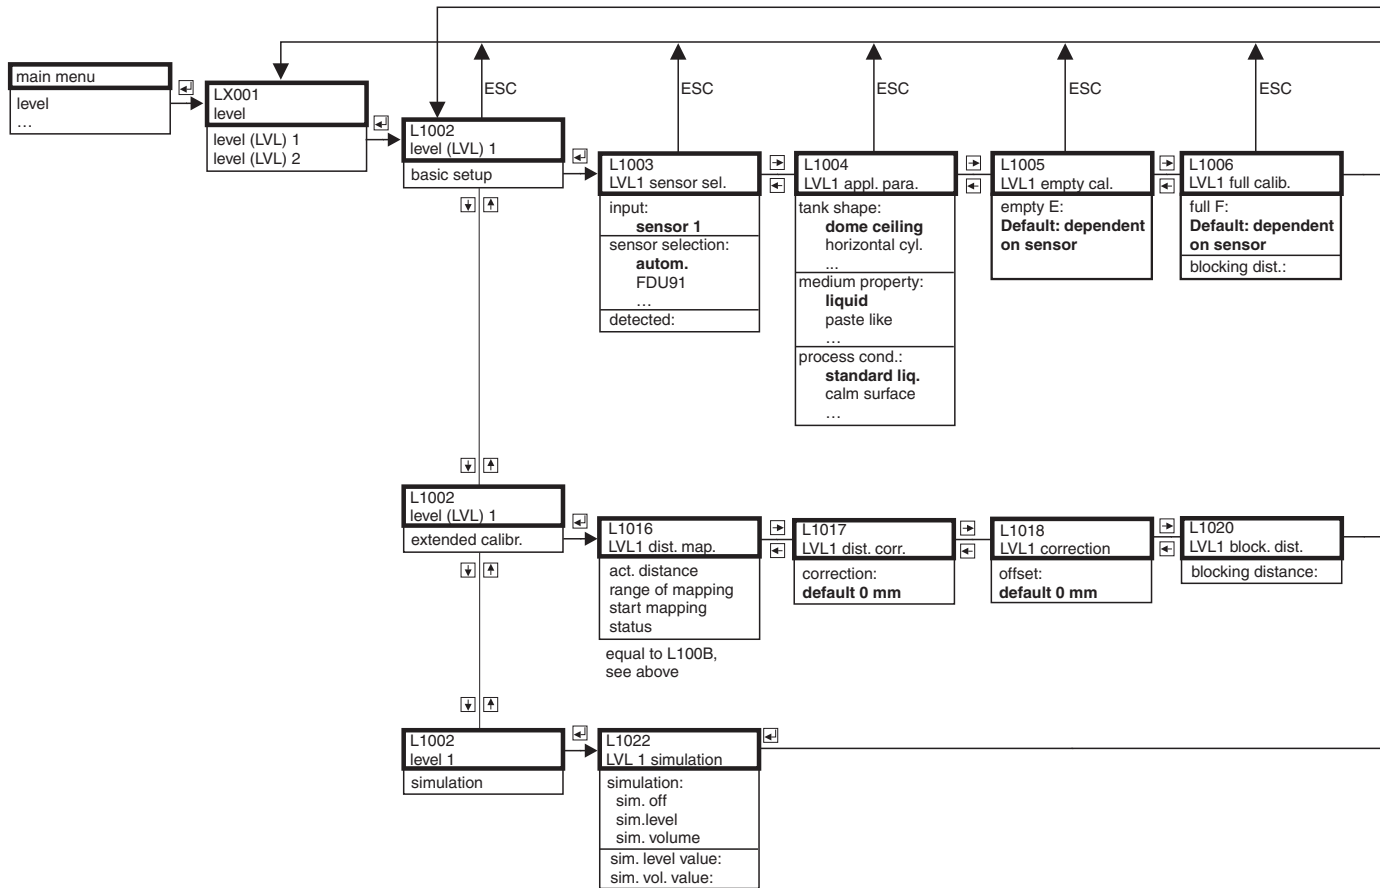 main menu
level
...
LX001
level
level (LVL) 1
level (LVL) 2
L1002
level (LVL) 1
basic setup
ESC
ESC
ESC
ESC
ESC
L1003
LVL1 sensor sel.
input:
sensor 1
sensor selection:
autom.
FDU91
...
detected:
L1004
LVL1 appl. para.
tank shape:
dome ceiling
horizontal cyl.
...
medium property:
liquid
paste like
...
process cond.:
standard liq.
calm surface
...
L1005
LVL1 empty cal.
empty E:
Default: dependent
on sensor
L1006
LVL1 full calib.
full F:
Default: dependent
on sensor
blocking dist.:
L1002
level (LVL) 1
extended calibr.
L1016
LVL1 dist. map.
act. distance
range of mapping
start mapping
status
equal to L100B,
see above
L1017
LVL1 dist. corr.
correction:
default 0 mm
L1018
LVL1 correction
offset:
default 0 mm
L1020
LVL1 block. dist.
blocking distance:
L1002
level 1
simulation
L1022
LVL 1 simulation
simulation:
sim. off
sim.level
sim. volume
sim. level value:
sim. vol. value: